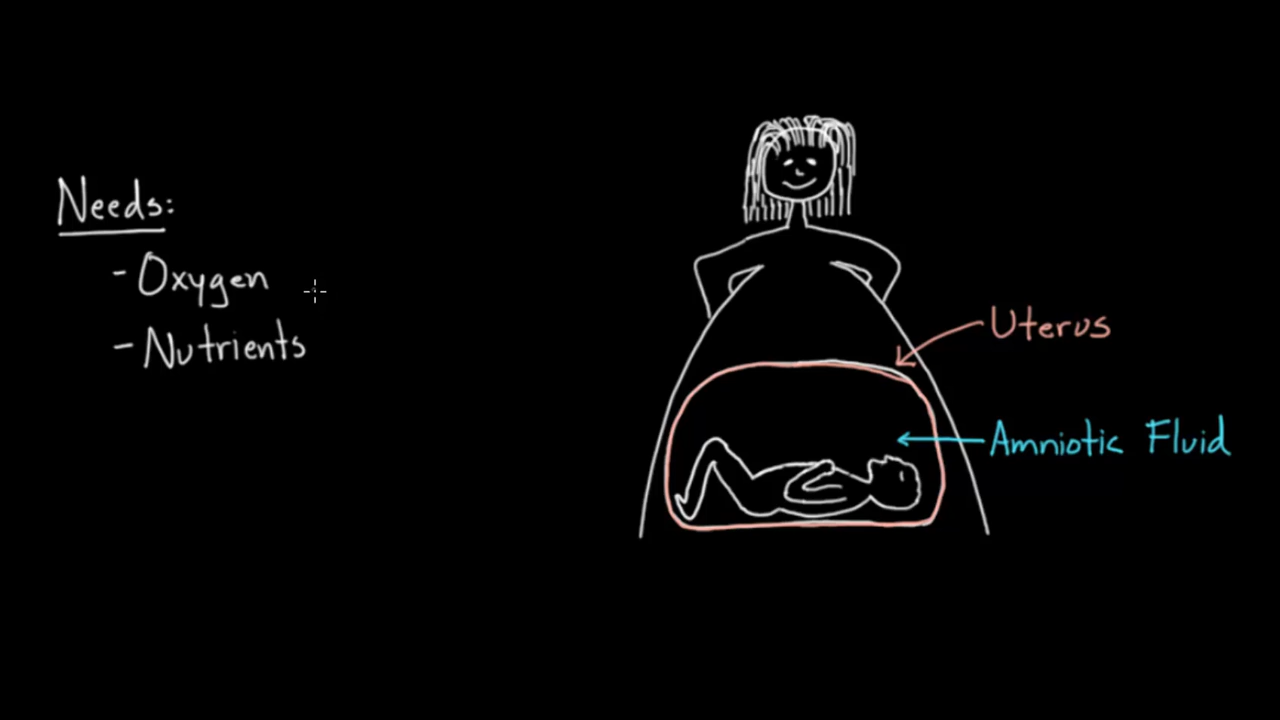 Needs:
- Oxygen
- Nutrients
Uterus
Amniotic Fluid